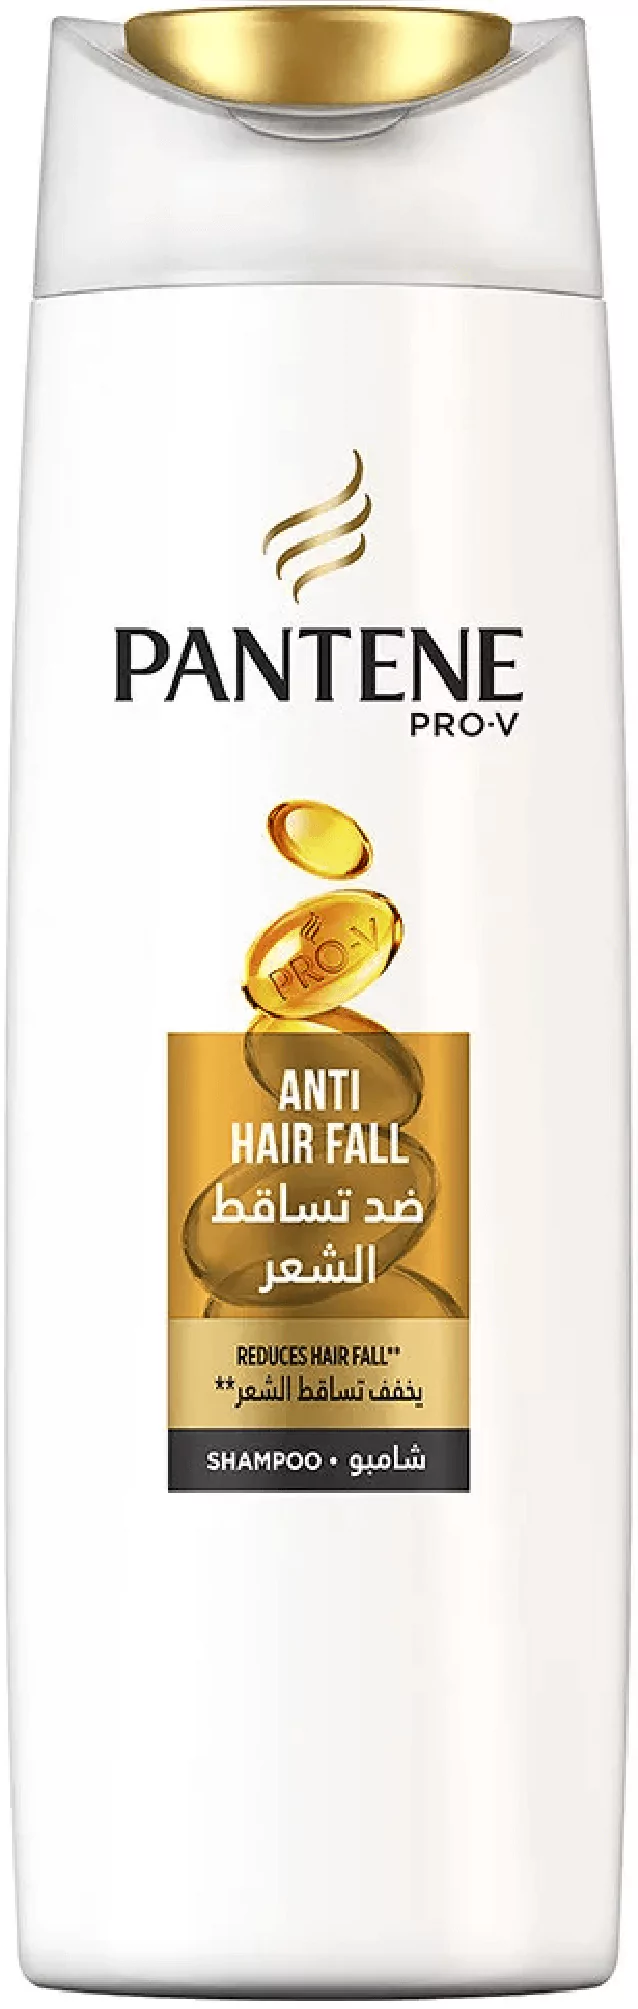 PANTENE
PRO-V
PRO-V
ANTI
HAIR FALL
ضد تساقط
الشعر
REDUCES HAIR FALL**
يخفف تساقط الشعر**
SHAMPOO • شامبو